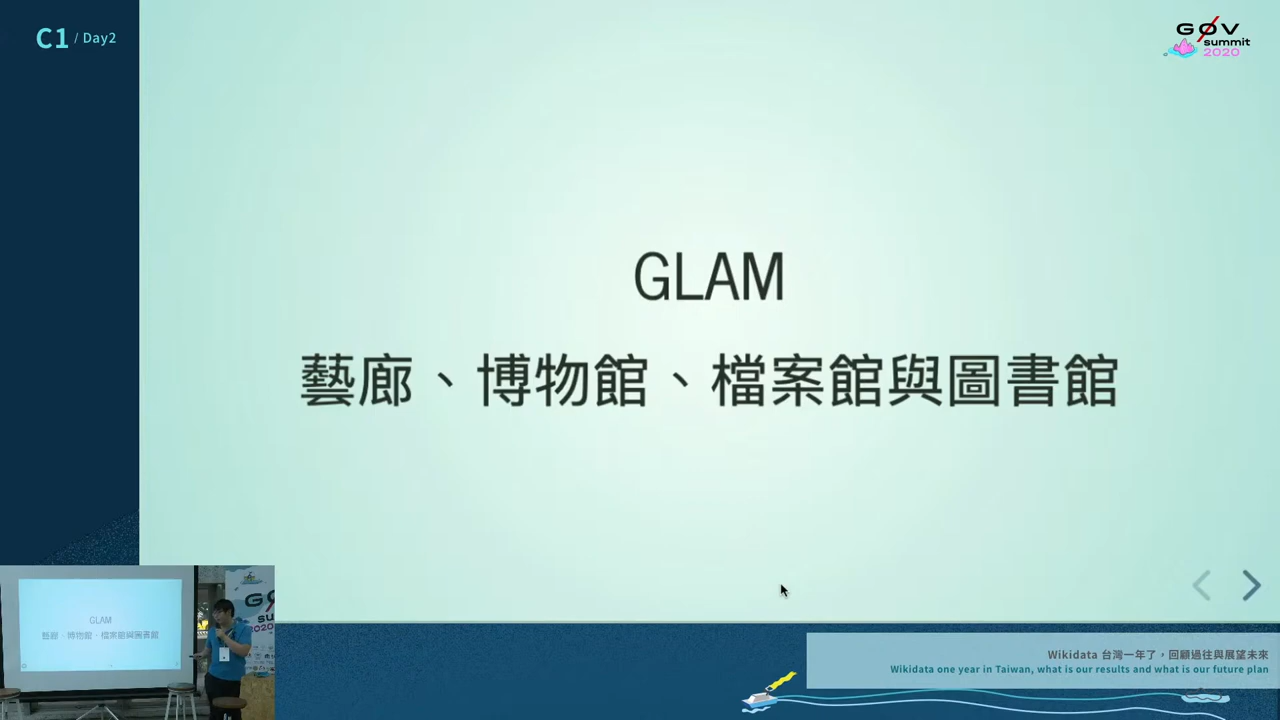 C1 / Day2
GØV
summit
2020
GLAM
藝廊、博物館、檔案館與圖書館
GLAM
藝廊、博物館、檔案館與圖書館
Wikidata 台灣一年了，回顧過往與展望未來
Wikidata one year in Taiwan, what is our results and what is our future plan